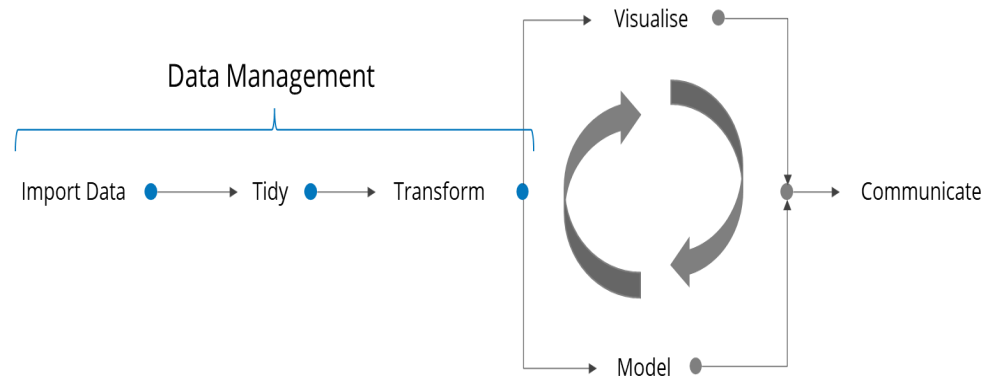 Visualise
Data Management
Import Data
Tidy
Transform
Communicate
Model